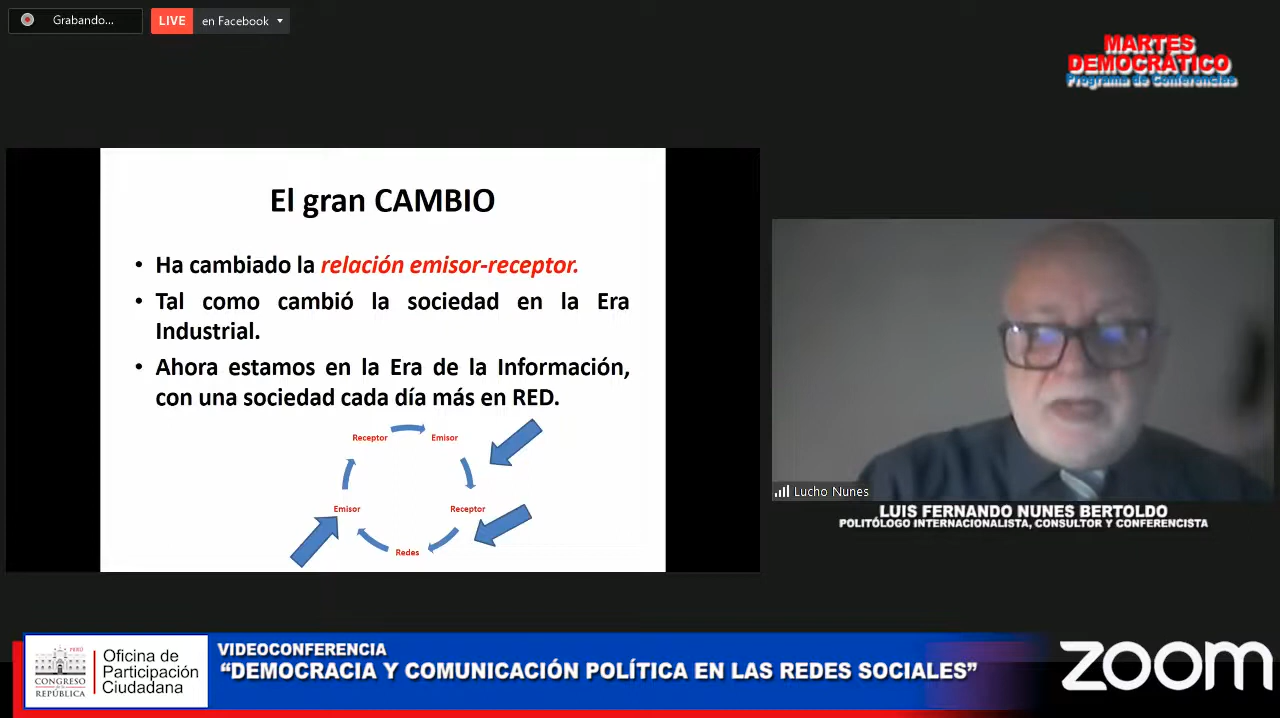 Grabando...
LIVE en Facebook
MARTES
DEMOCRÁTICO
Programa de Conferencias
El gran CAMBIO
• Ha cambiado la relación emisor-receptor.
• Tal como cambió la sociedad en la Era
Industrial.
• Ahora estamos en la Era de la Información,
con una sociedad cada día más en RED.
Receptor
Emisor
Emisor
Receptor
Redes
Lucho Nunes
LUIS FERNANDO NUNES BERTOLDO
POLITÓLOGO INTERNACIONALISTA, CONSULTOR Y CONFERENCISTA
PERÚ
CONGRESO
REPÚBLICA
Oficina de
Participación
Ciudadana
VIDEOCONFERENCIA
“DEMOCRACIA Y COMUNICACIÓN POLÍTICA EN LAS REDES SOCIALES”
zoom